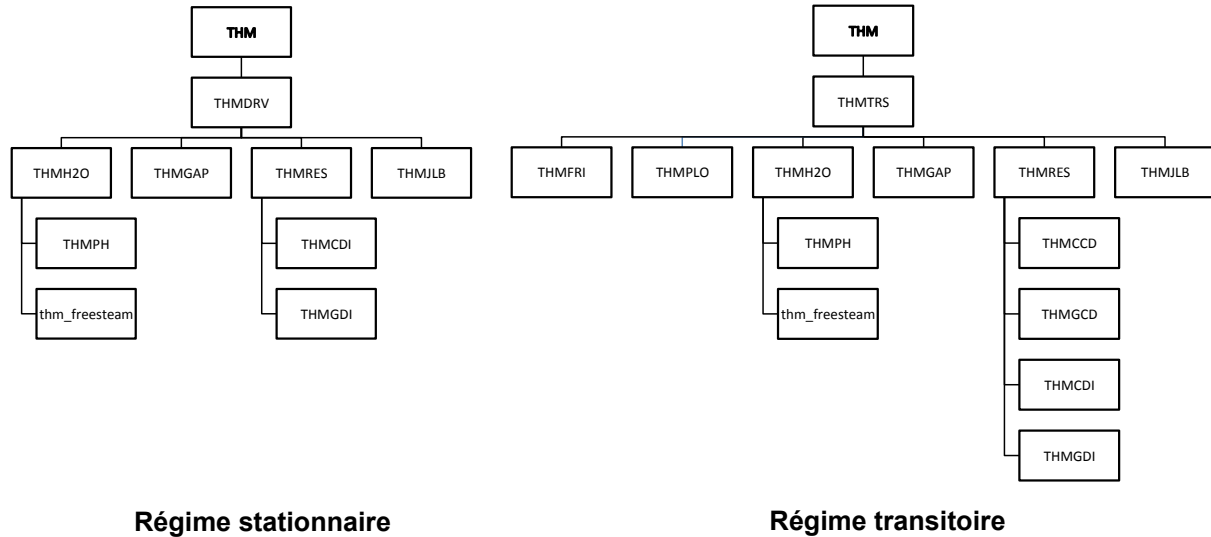 THM
THMDRV
THMH2O
THMGAP
THMRES
THMJLB
THMPH
THMCDI
thm_freesteam
THMGDI
Régime stationnaire
THM
THMTRS
THMFRI
THMPLO
THMH2O
THMGAP
THMRES
THMJLB
THMPH
THMCCD
thm_freesteam
THMGCD
THMCDI
THMGDI
Régime transitoire